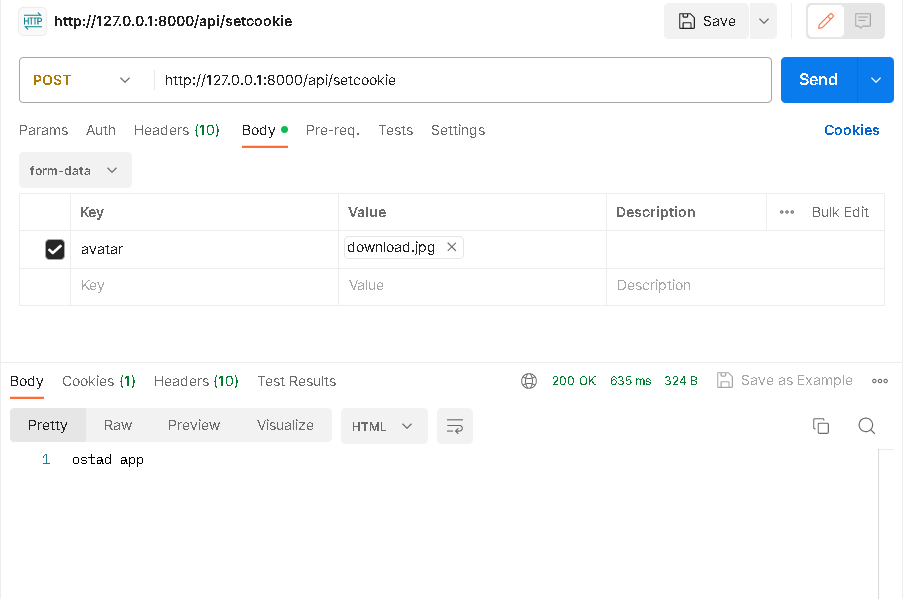 HTTP http://127.0.0.1:8000/api/setcookie Save
POST http://127.0.0.1:8000/api/setcookie Send
Params Auth Headers (10) Body Pre-req. Tests Settings Cookies
form-data
Key Value Description Bulk Edit
avatar download.jpg
Key Value Description
Body Cookies (1) Headers (10) Test Results 200 OK 635 ms 324 B Save as Example
Pretty Raw Preview Visualize HTML
1 ostad app